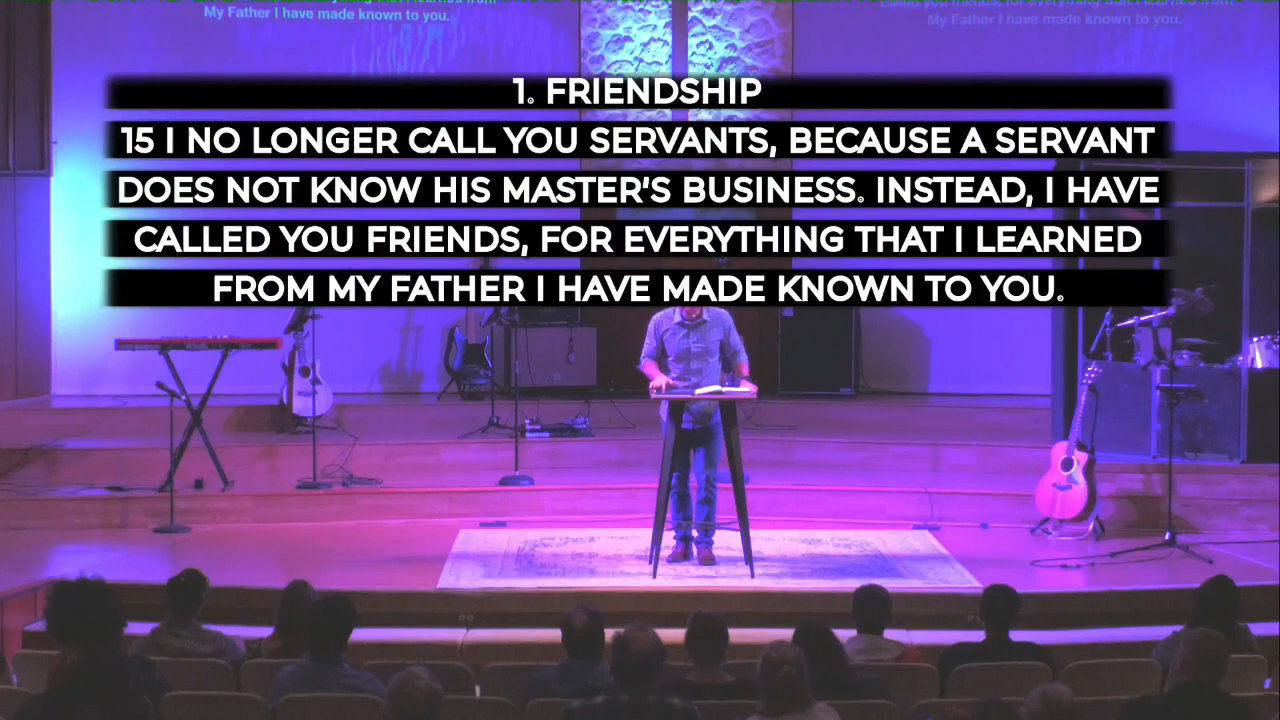 My Father I have made known to you.
My Father I have made known to you.
1. FRIENDSHIP
15 I NO LONGER CALL YOU SERVANTS, BECAUSE A SERVANT
DOES NOT KNOW HIS MASTER'S BUSINESS. INSTEAD, I HAVE
CALLED YOU FRIENDS, FOR EVERYTHING THAT I LEARNED
FROM MY FATHER I HAVE MADE KNOWN TO YOU.